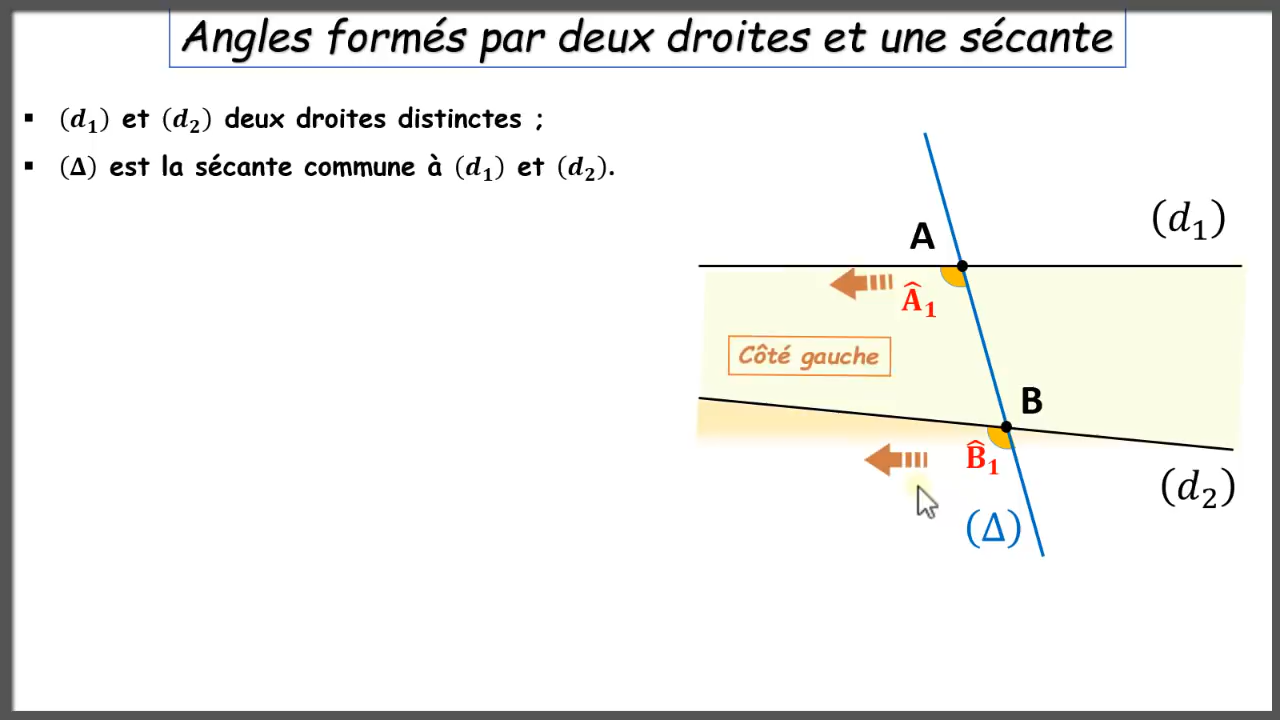 Angles formés par deux droites et une sécante
▪ (d₁) et (d₂) deux droites distinctes ;
▪ (Δ) est la sécante commune à (d₁) et (d₂).
(d₁)
A
Â₁
Côté gauche
B
B̂₁
(d₂)
(Δ)